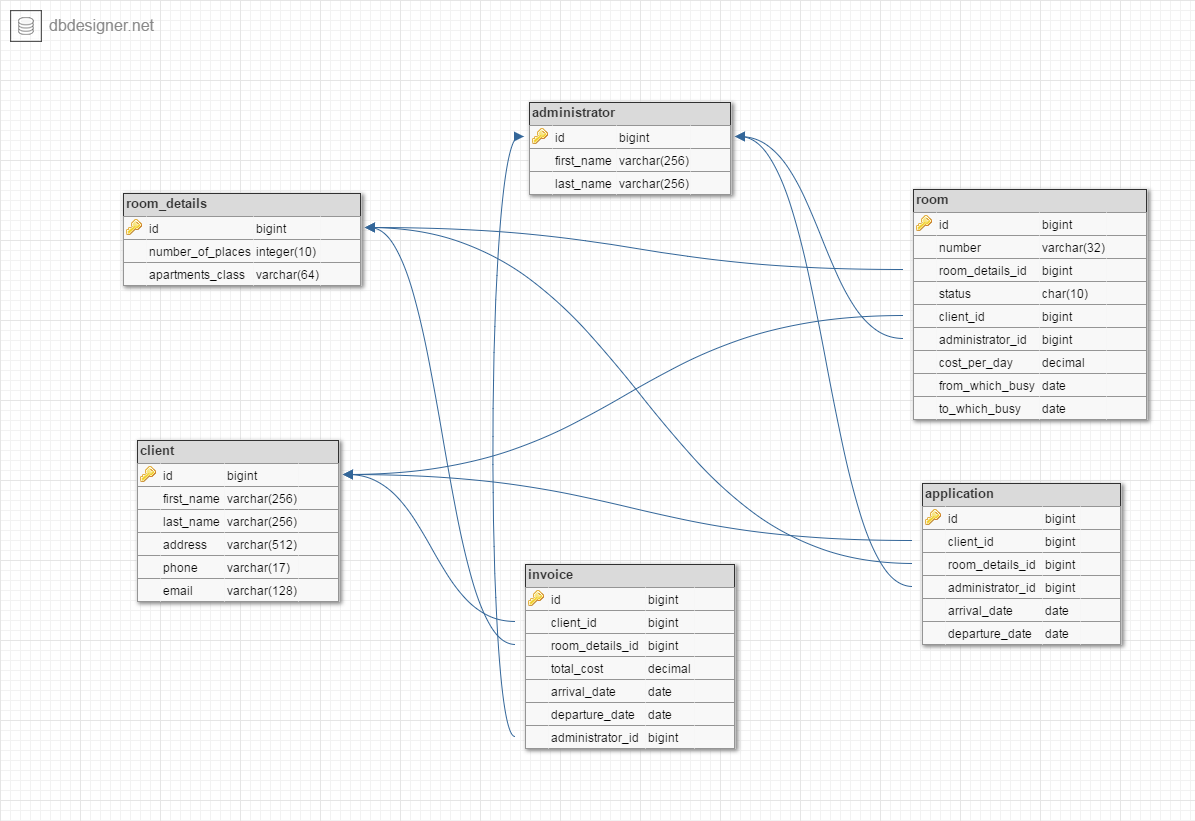 dbdesigner.net
administrator
id bigint
first_name varchar(256)
last_name varchar(256)
room_details
id bigint
number_of_places integer(10)
apartments_class varchar(64)
room
id bigint
number varchar(32)
room_details_id bigint
status char(10)
client_id bigint
administrator_id bigint
cost_per_day decimal
from_which_busy date
to_which_busy date
client
id bigint
first_name varchar(256)
last_name varchar(256)
address varchar(512)
phone varchar(17)
email varchar(128)
application
id bigint
client_id bigint
room_details_id bigint
administrator_id bigint
arrival_date date
departure_date date
invoice
id bigint
client_id bigint
room_details_id bigint
total_cost decimal
arrival_date date
departure_date date
administrator_id bigint